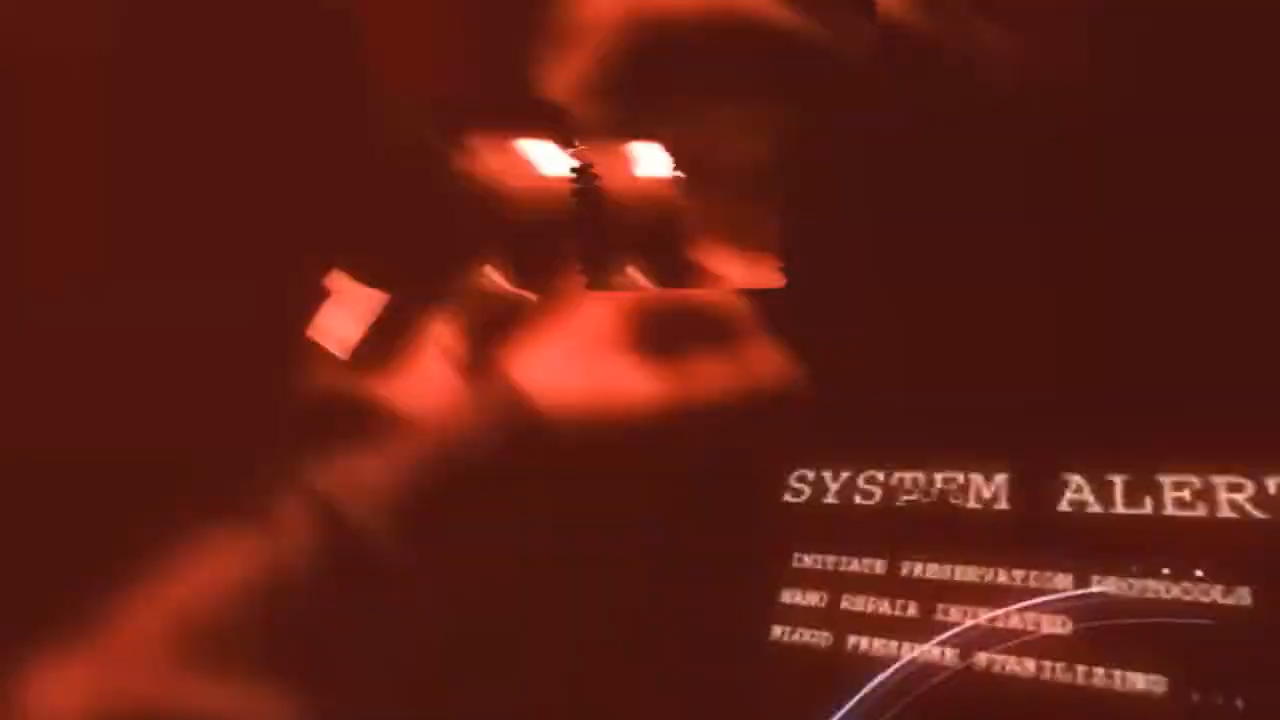 SYSTEM ALERT
INITIATE PRESERVATION PROTOCOLS
NANO REPAIR INITIATED
BLOOD PRESSURE STABILIZING ...